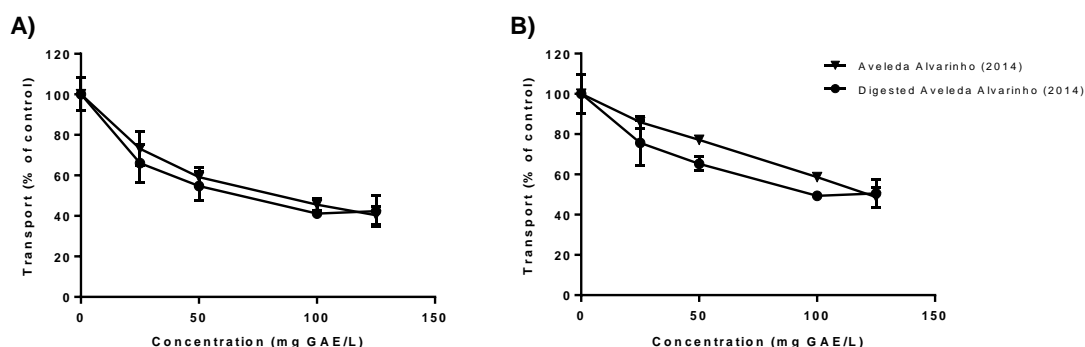 A)
120
100
80
60
40
20
0
Transport (% of control)
0 50 100 150
Concentration (mg GAE/L)
B)
120
100
80
60
40
20
0
Transport (% of control)
0 50 100 150
Concentration (mg GAE/L)
Aveleda Alvarinho (2014)
Digested Aveleda Alvarinho (2014)